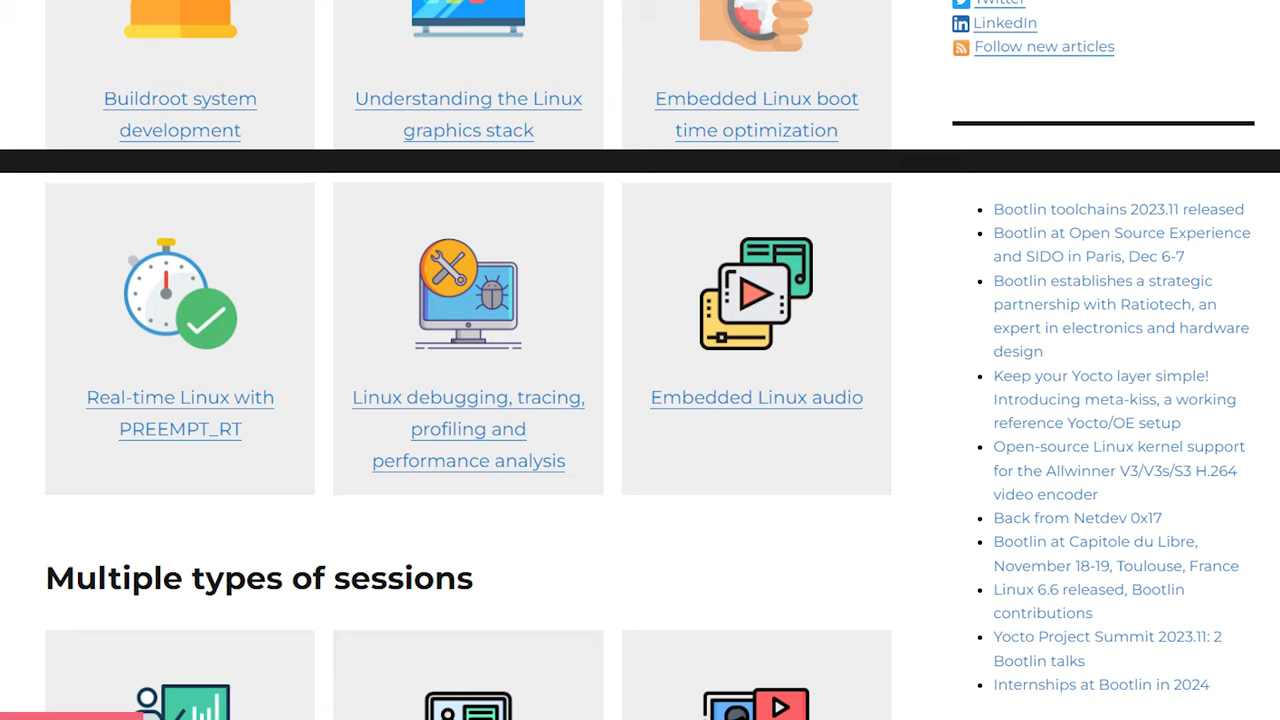 Buildroot system
development
Understanding the Linux
graphics stack
Embedded Linux boot
time optimization
Twitter
LinkedIn
Follow new articles
Real-time Linux with
PREEMPT_RT
Linux debugging, tracing,
profiling and
performance analysis
Embedded Linux audio
Multiple types of sessions
Bootlin toolchains 2023.11 released
Bootlin at Open Source Experience
and SIDO in Paris, Dec 6-7
Bootlin establishes a strategic
partnership with Ratiotech, an
expert in electronics and hardware
design
Keep your Yocto layer simple!
Introducing meta-kiss, a working
reference Yocto/OE setup
Open-source Linux kernel support
for the Allwinner V3/V3s/S3 H.264
video encoder
Back from Netdev 0x17
Bootlin at Capitole du Libre,
November 18-19, Toulouse, France
Linux 6.6 released, Bootlin
contributions
Yocto Project Summit 2023.11: 2
Bootlin talks
Internships at Bootlin in 2024